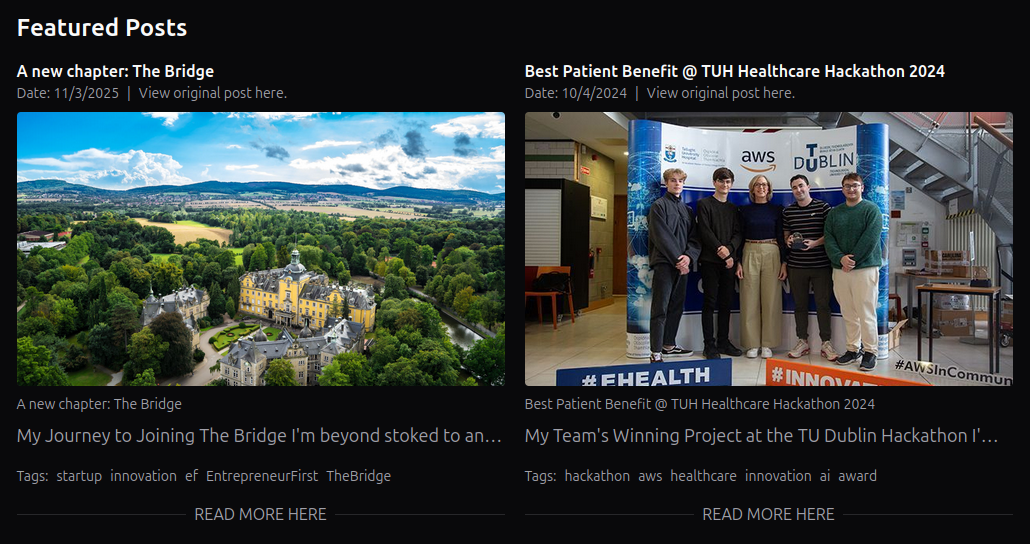 Featured Posts
A new chapter: The Bridge
Date: 11/3/2025 | View original post here.
Best Patient Benefit @ TUH Healthcare Hackathon 2024
Date: 10/4/2024 | View original post here.
aws
DUBLIN
#EHEALTH
#INNOVA
#AWSInCommun
A new chapter: The Bridge
My Journey to Joining The Bridge I'm beyond stoked to an...
Tags: startup innovation ef EntrepreneurFirst TheBridge
READ MORE HERE
Best Patient Benefit @ TUH Healthcare Hackathon 2024
My Team's Winning Project at the TU Dublin Hackathon I'...
Tags: hackathon aws healthcare innovation ai award
READ MORE HERE